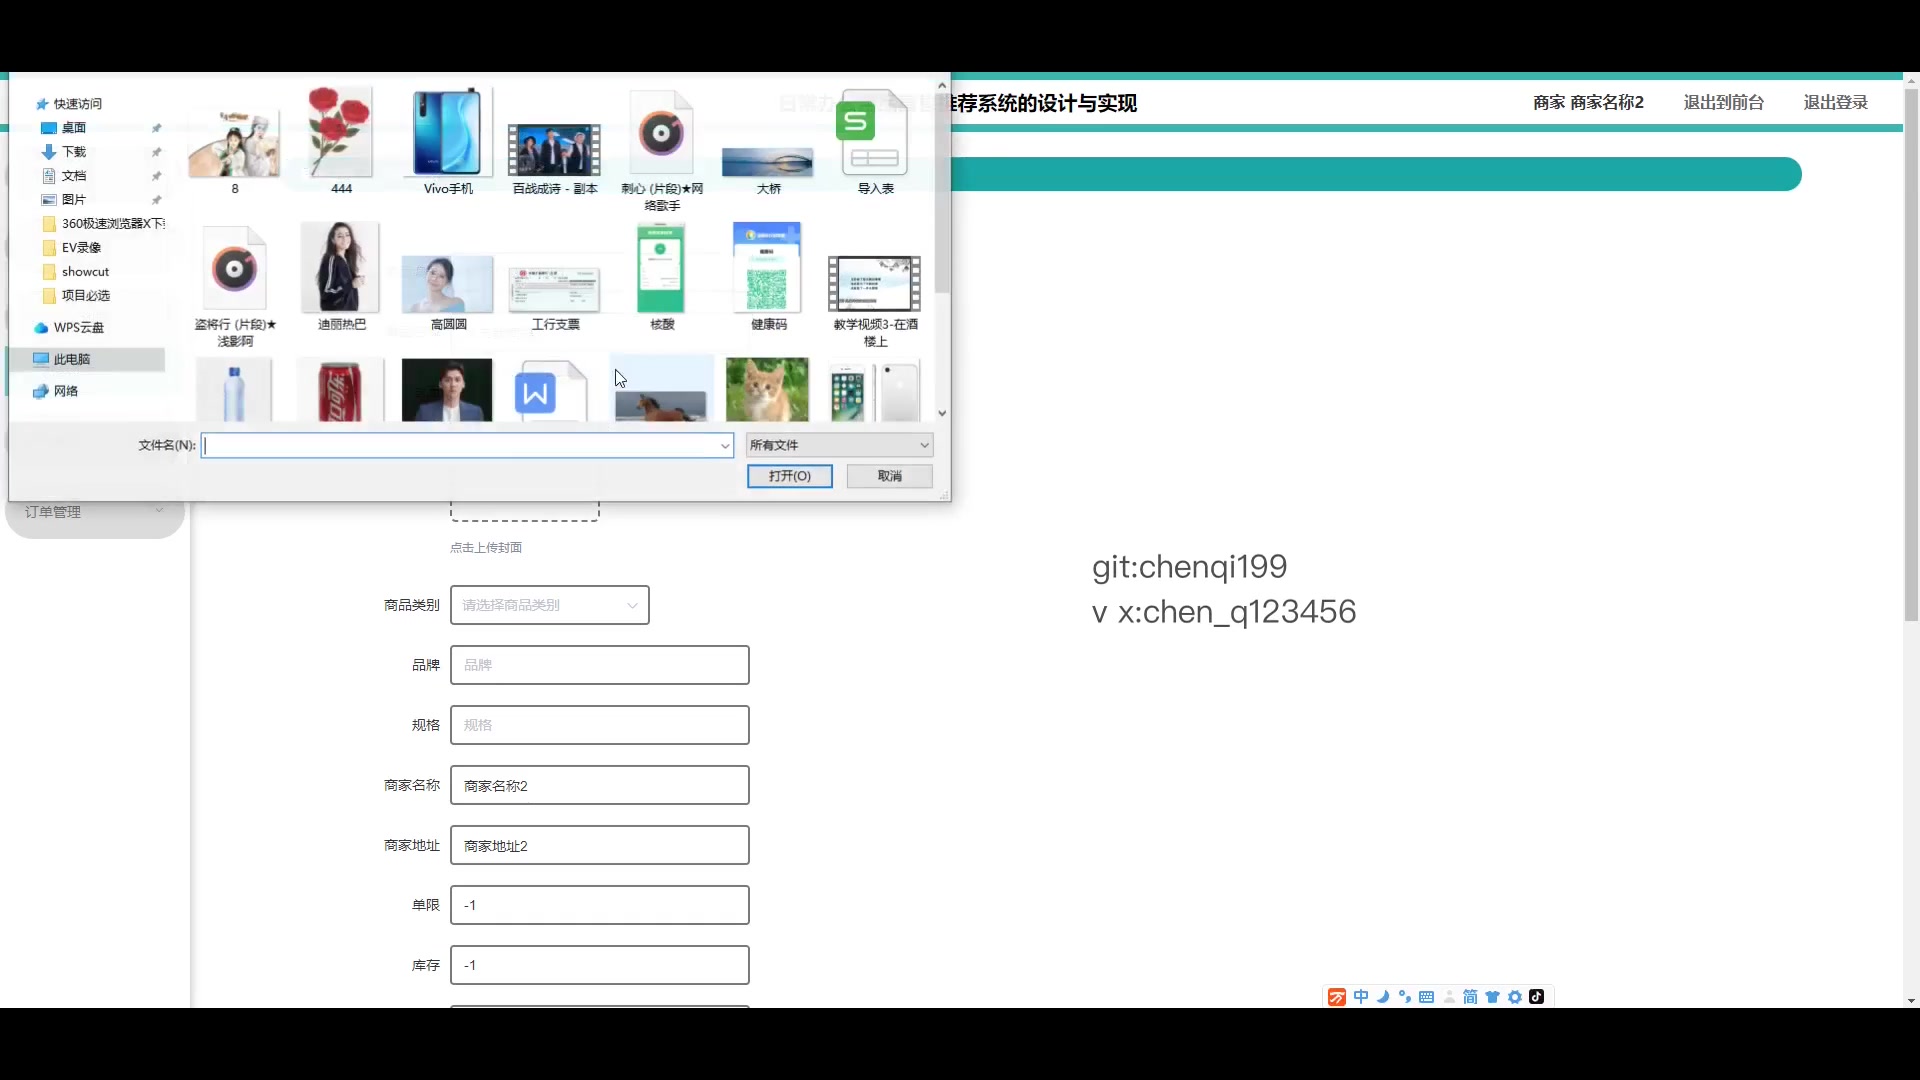 推荐系统的设计与实现
商家 商家名称2
退出到前台
退出登录
快速访问
桌面
下载
文档
图片
360极速浏览器X下
EV录像
showcut
项目必选
WPS云盘
此电脑
网络
8
444
Vivo手机
百战成诗 - 副本
刺心 (片段)★网
络歌手
大桥
导入表
盗将行 (片段)★
浅影阿
迪丽热巴
高圆圆
工行支票
核酸
健康码
教学视频3-在酒
楼上
文件名(N):
所有文件
打开(O)
取消
订单管理
点击上传封面
商品类别
请选择商品类别
品牌
品牌
规格
规格
商家名称
商家名称2
商家地址
商家地址2
单限
-1
库存
-1
git:chenqi199
v x:chen_q123456
中
简